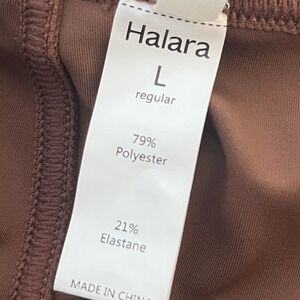 Halara
L
regular
79%
Polyester
21%
Elastane
MADE IN CHINA